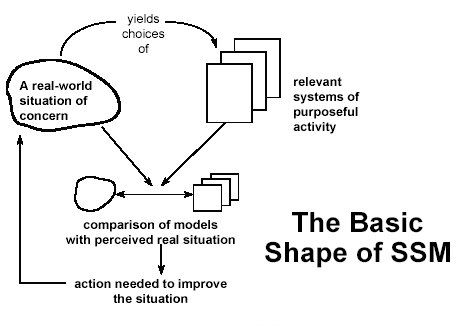 yields
choices
of
A real-world
situation of
concern
relevant
systems of
purposeful
activity
comparison of models
with perceived real situation
The Basic
Shape of SSM
action needed to improve
the situation